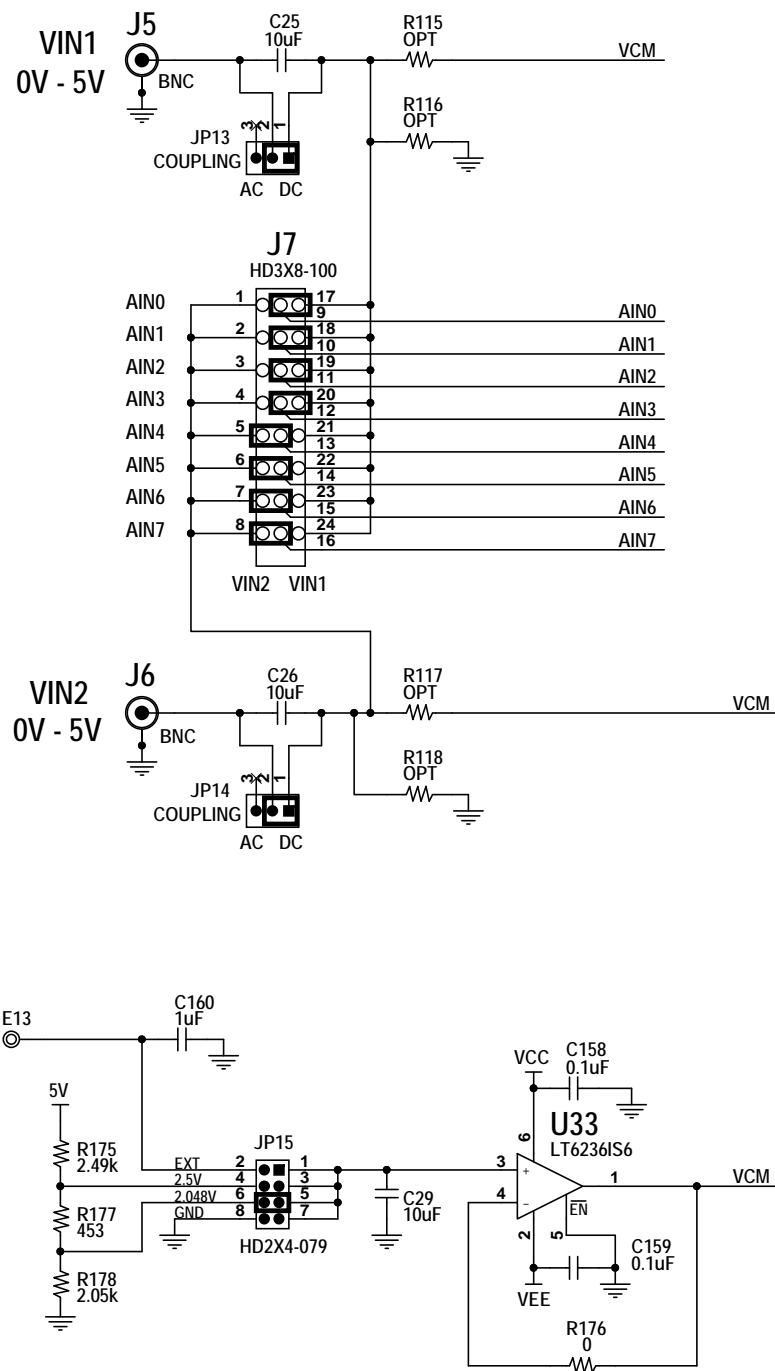 J5
VIN1
0V - 5V
BNC
C25
10uF
R115
OPT
VCM
R116
OPT
JP13
COUPLING
3
2
1
AC DC
J7
HD3X8-100
AIN0 1 17
9 AIN0
AIN1 2 18
10 AIN1
AIN2 3 19
11 AIN2
AIN3 4 20
12 AIN3
AIN4 5 21
13 AIN4
AIN5 6 22
14 AIN5
AIN6 7 23
15 AIN6
AIN7 8 24
16 AIN7
VIN2 VIN1
J6
VIN2
0V - 5V
BNC
C26
10uF
R117
OPT
VCM
R118
OPT
JP14
COUPLING
3
2
1
AC DC
E13
C160
1uF
5V
R175
2.49k
R177
453
R178
2.05k
JP15
EXT 2 1
2.5V 4 3
2.048V 6 5
GND 8 7
HD2X4-079
C29
10uF
VCC
C158
0.1uF
U33
LT6236IS6
6
3 +
4 -
1
VCM
EN
2
5
C159
0.1uF
VEE
R176
0